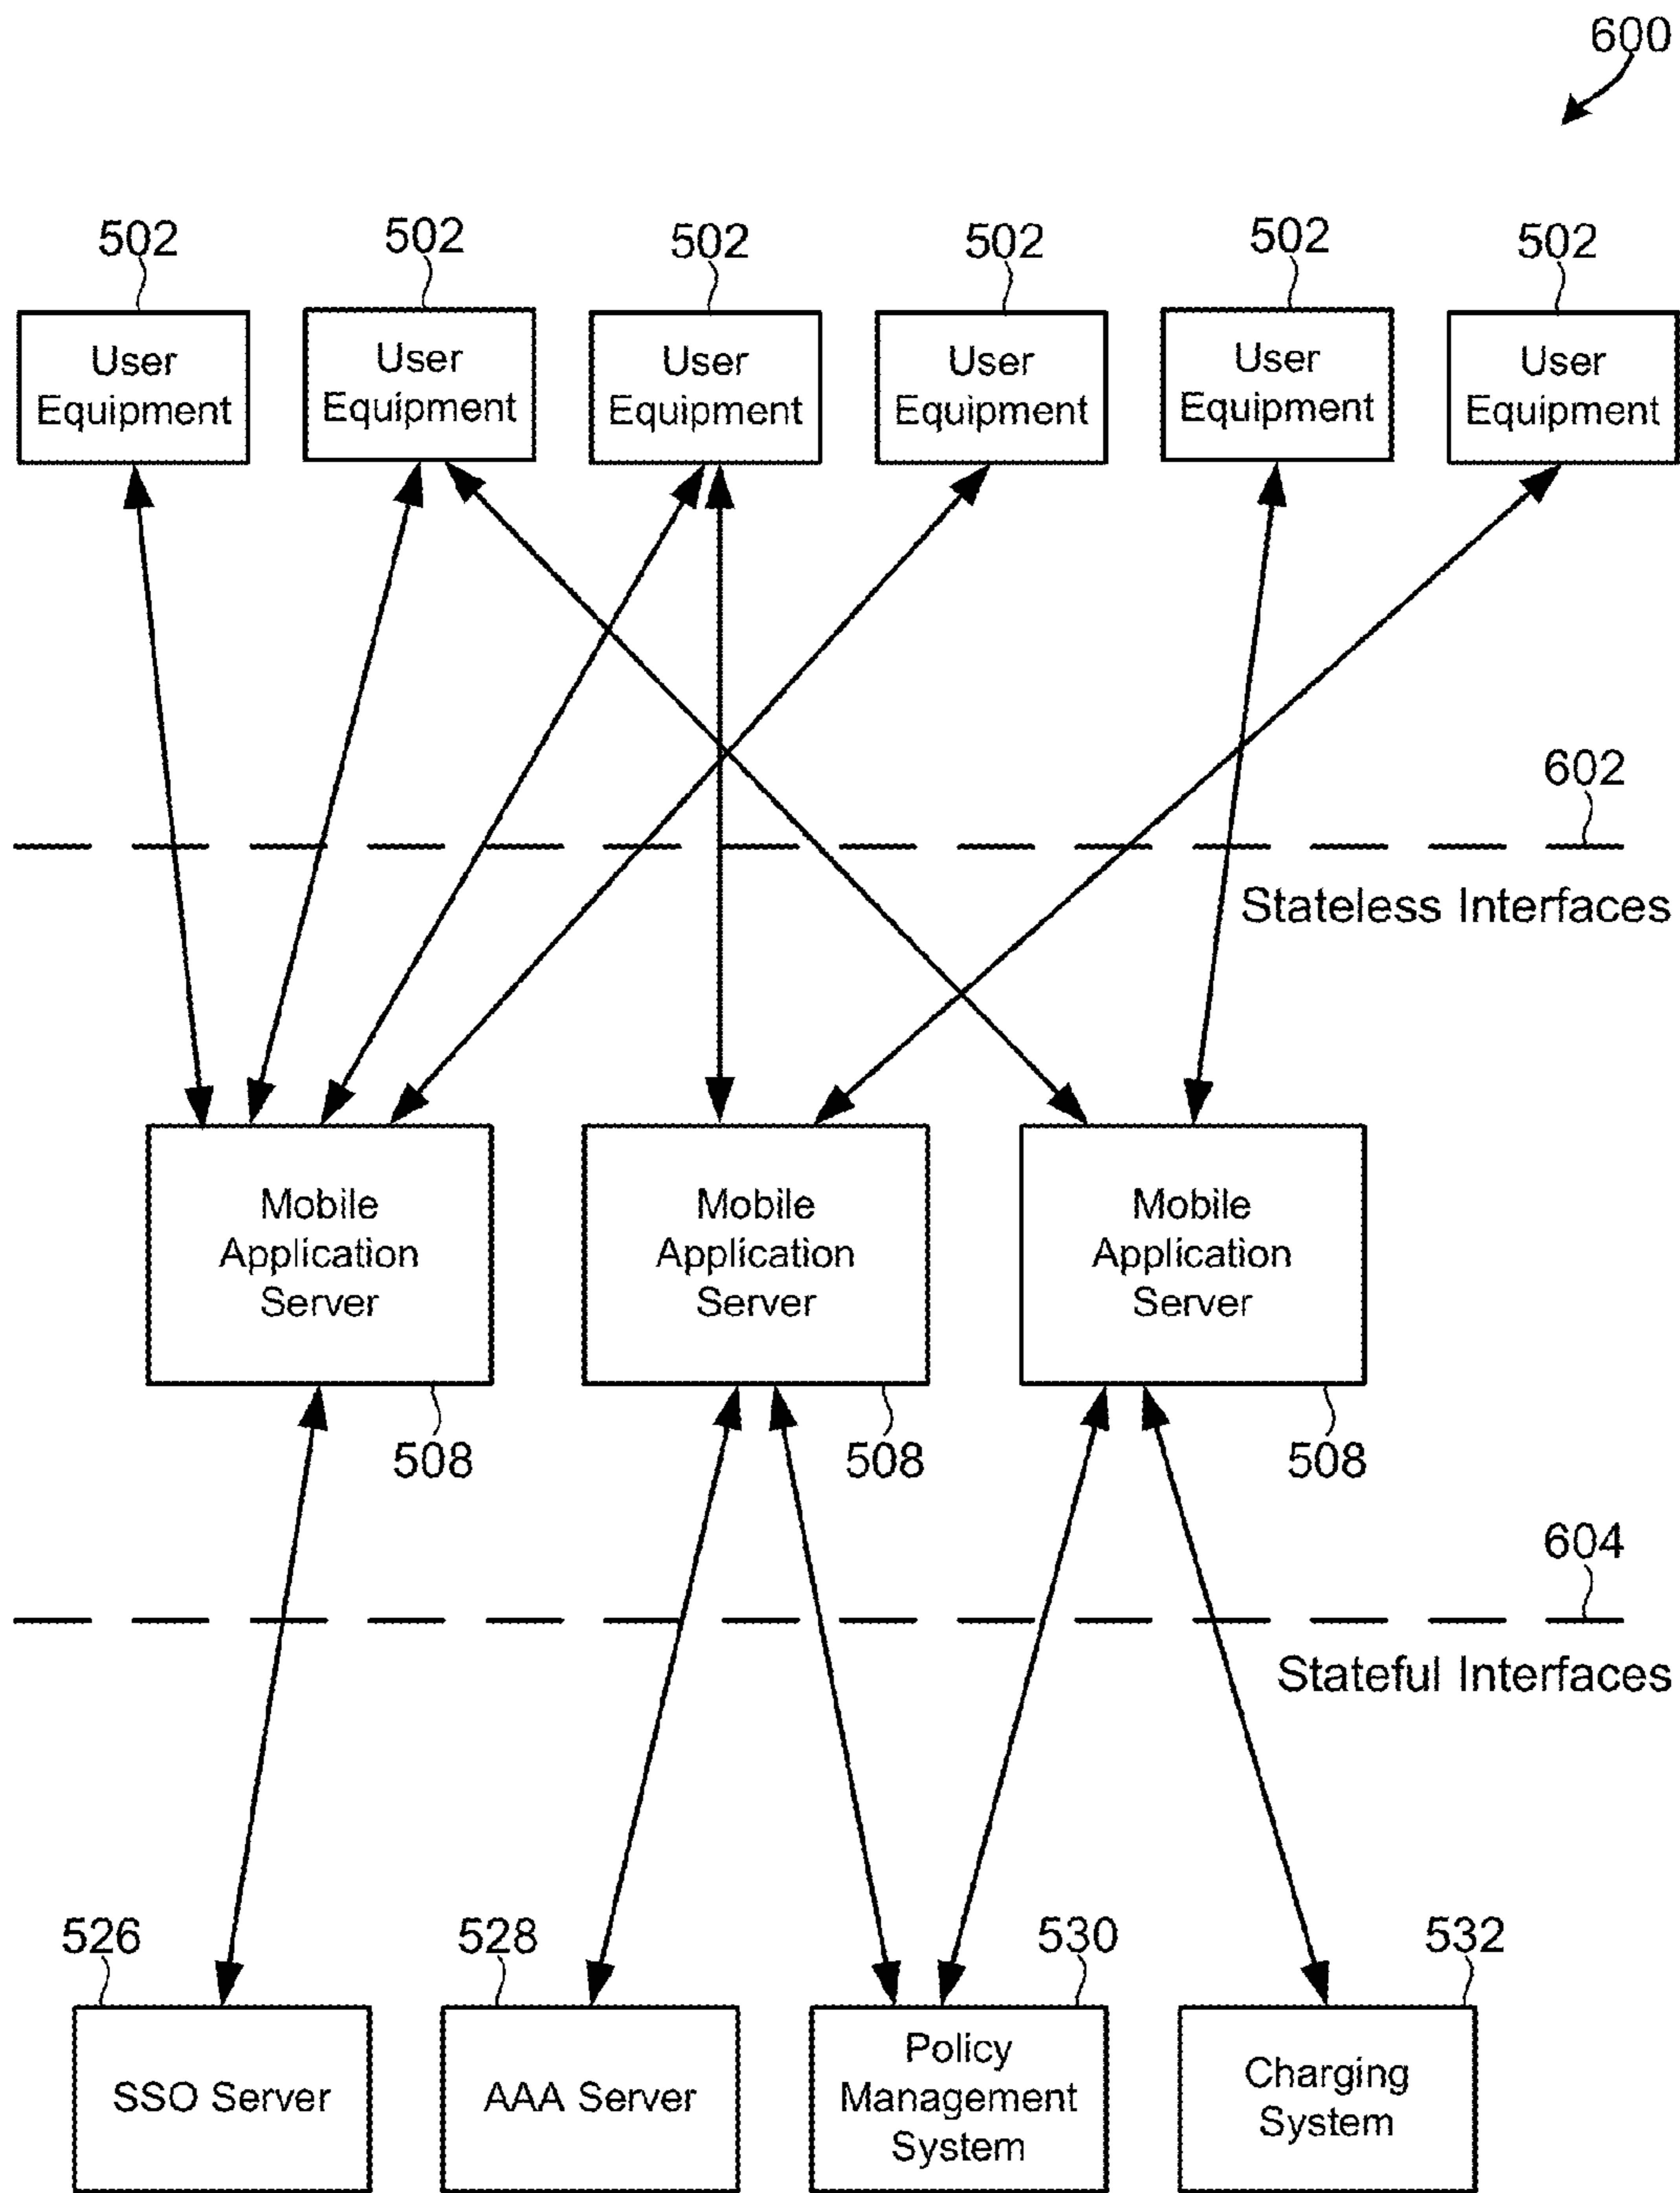 600
502
502
502
502
502
502
User
Equipment
User
Equipment
User
Equipment
User
Equipment
User
Equipment
User
Equipment
602
Stateless Interfaces
Mobile
Application
Server
Mobile
Application
Server
Mobile
Application
Server
508
508
508
604
Stateful Interfaces
526
528
530
532
SSO Server
AAA Server
Policy
Management
System
Charging
System